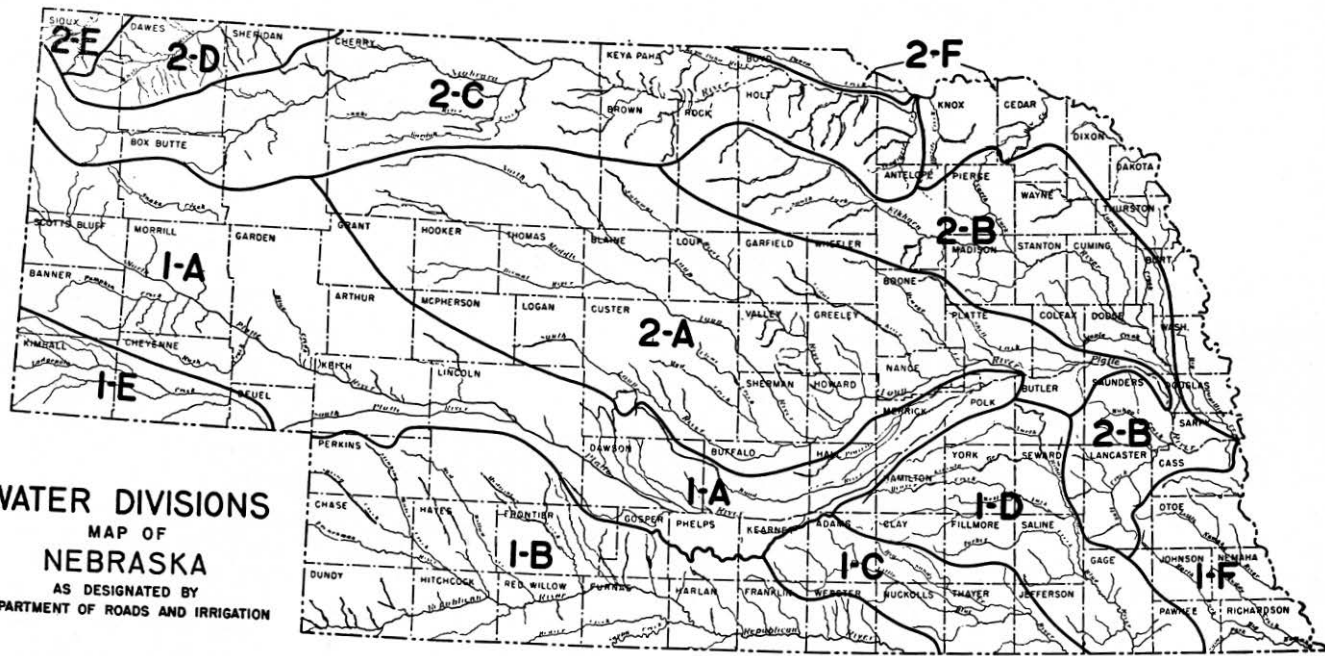 SIOUX
2-E
DAWES
2-D
SHERIDAN
CHERRY
2-C
KEYA PAHA
BROWN
ROCK
BOYD
HOLT
2-F
KNOX
CEDAR
DIXON
DAKOTA
BOX BUTTE
ANTELOPE
PIERCE
WAYNE
THURSTON
Elkhorn
2-B
SCOTTS BLUFF
MORRILL
GARDEN
GRANT
HOOKER
THOMAS
BLAINE
LOUP
GARFIELD
WHEELER
MADISON
STANTON
CUMING
BURT
1-A
BANNER
Pumpkin
Creek
ARTHUR
MCPHERSON
LOGAN
CUSTER
VALLEY
GREELEY
BOONE
PLATTE
COLFAX
DODGE
WASH.
2-A
KIMBALL
CHEYENNE
DEUEL
KEITH
LINCOLN
SHERMAN
HOWARD
NANCE
MERRICK
POLK
BUTLER
SAUNDERS
DOUGLAS
SARPY
1-E
Platte
River
PERKINS
DAWSON
BUFFALO
HALL
HAMILTON
YORK
SEWARD
LANCASTER
2-B
CASS
OTOE
1-A
CHASE
HAYES
FRONTIER
GOSPER
PHELPS
KEARNEY
ADAMS
CLAY
FILLMORE
SALINE
1-D
GAGE
JOHNSON
NEMAHA
1-B
1-C
1-F
DUNDY
HITCHCOCK
RED WILLOW
FURNAS
HARLAN
FRANKLIN
WEBSTER
NUCKOLLS
THAYER
JEFFERSON
PAWNEE
RICHARDSON
Republican
River
WATER DIVISIONS
MAP OF
NEBRASKA
AS DESIGNATED BY
PARTMENT OF ROADS AND IRRIGATION